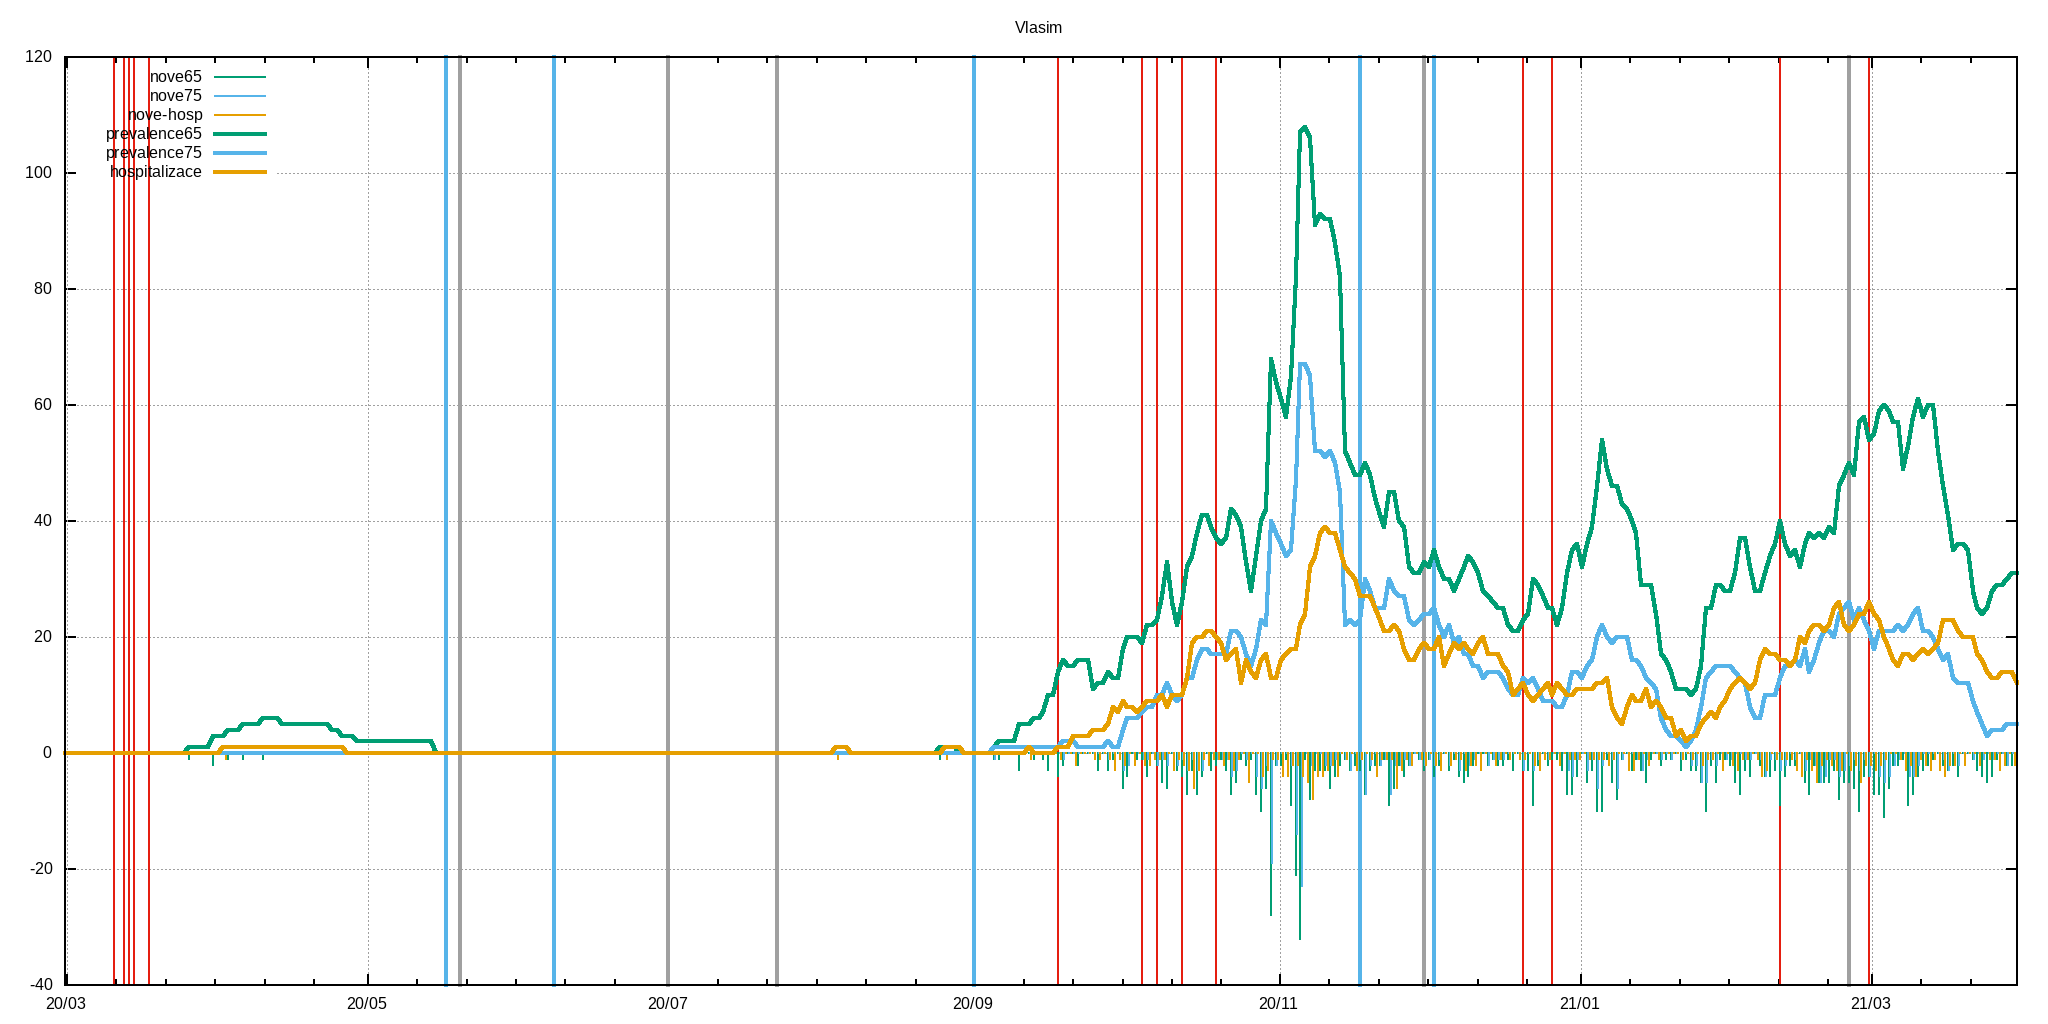 Vlasim
120
100
80
60
40
20
0
-20
-40
nove65
nove75
nove-hosp
prevalence65
prevalence75
hospitalizace
20/03 20/05 20/07 20/09 20/11 21/01 21/03